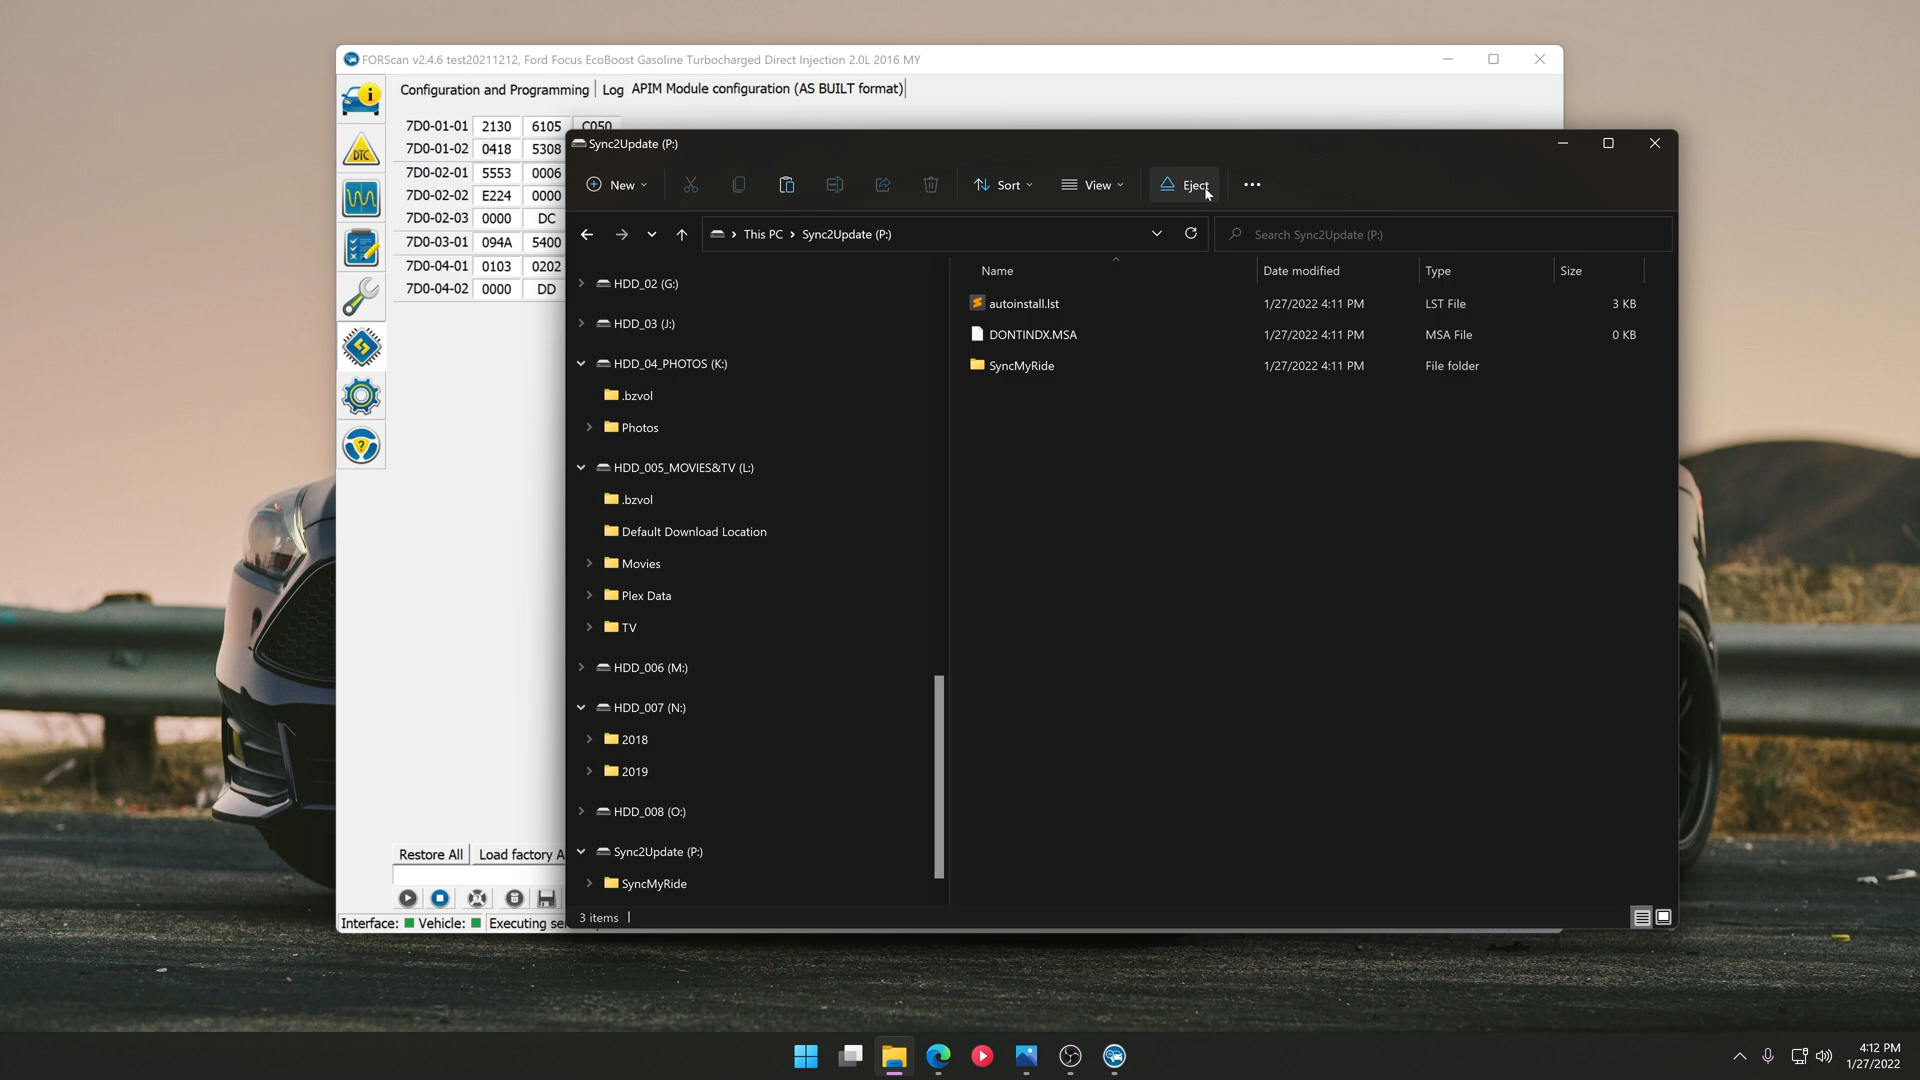 FORScan v2.4.6 test20211212, Ford Focus EcoBoost Gasoline Turbocharged Direct Injection 2.0L 2016 MY
Configuration and Programming
Log
APIM Module configuration (AS BUILT format)
7D0-01-01 2130 6105 C050
7D0-01-02 0418 5308
7D0-02-01 5553 0006
7D0-02-02 E224 0000
7D0-02-03 0000 DC
7D0-03-01 094A 5400
7D0-04-01 0103 0202
7D0-04-02 0000 DD
DTC
Restore All
Load factory A
Interface: Vehicle: Executing se
Sync2Update (P:)
New
Sort
View
Eject
This PC > Sync2Update (P:)
Search Sync2Update (P:)
HDD_02 (G:)
HDD_03 (J:)
HDD_04_PHOTOS (K:)
.bzvol
Photos
HDD_005_MOVIES&TV (L:)
.bzvol
Default Download Location
Movies
Plex Data
TV
HDD_006 (M:)
HDD_007 (N:)
2018
2019
HDD_008 (O:)
Sync2Update (P:)
SyncMyRide
Name Date modified Type Size
autoinstall.lst 1/27/2022 4:11 PM LST File 3 KB
DONTINDX.MSA 1/27/2022 4:11 PM MSA File 0 KB
SyncMyRide 1/27/2022 4:11 PM File folder
3 items
4:12 PM
1/27/2022